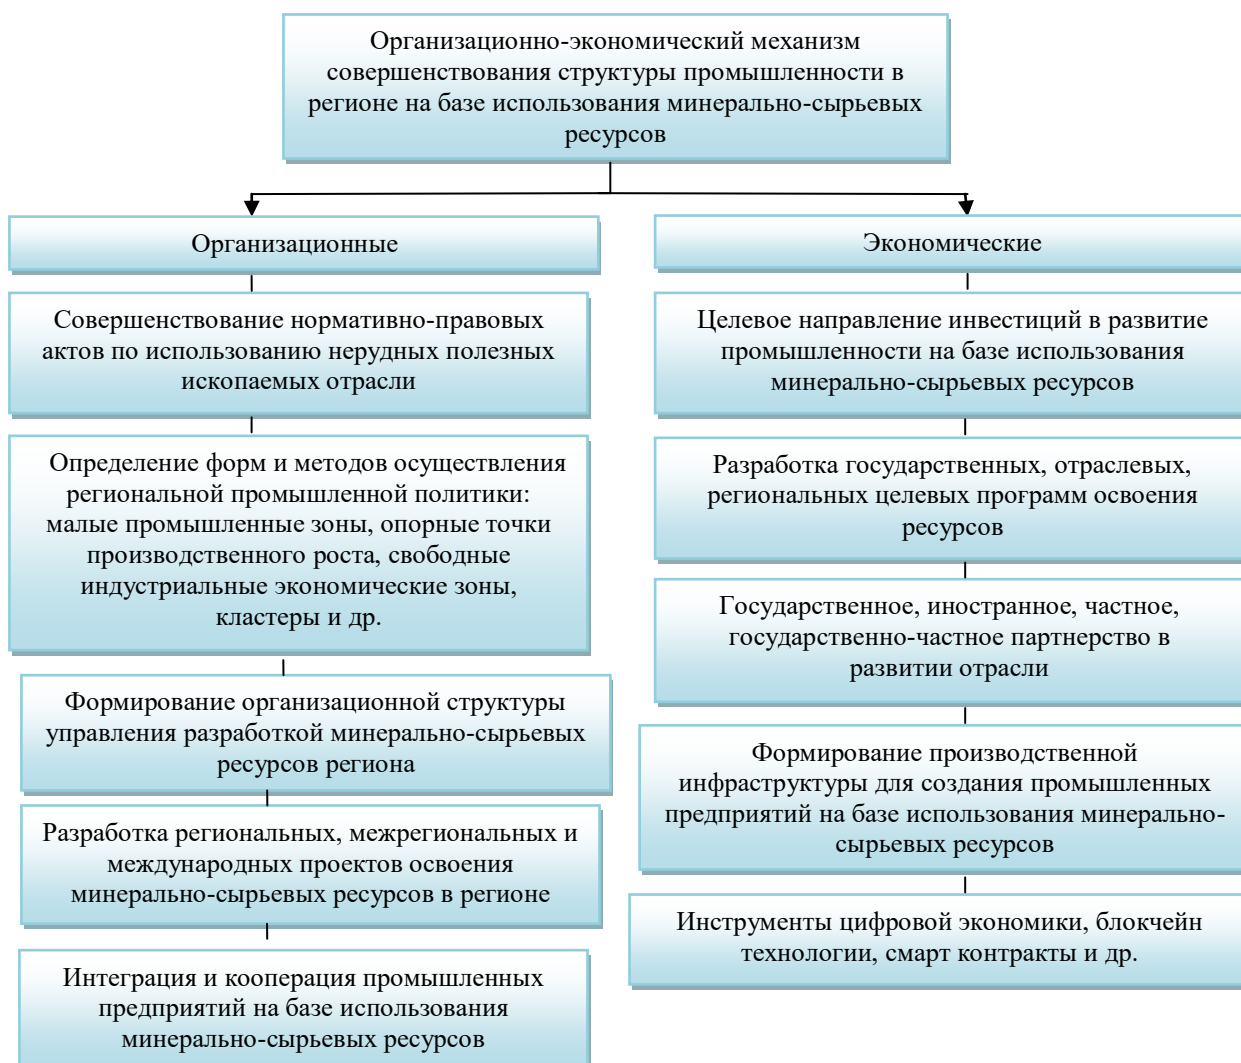 Организационно-экономический механизм
совершенствования структуры промышленности в
регионе на базе использования минерально-сырьевых
ресурсов
Организационные
Совершенствование нормативно-правовых
актов по использованию нерудных полезных
ископаемых отрасли
Определение форм и методов осуществления
региональной промышленной политики:
малые промышленные зоны, опорные точки
производственного роста, свободные
индустриальные экономические зоны,
кластеры и др.
Формирование организационной структуры
управления разработкой минерально-сырьевых
ресурсов региона
Разработка региональных, межрегиональных и
международных проектов освоения
минерально-сырьевых ресурсов в регионе
Интеграция и кооперация промышленных
предприятий на базе использования
минерально-сырьевых ресурсов
Экономические
Целевое направление инвестиций в развитие
промышленности на базе использования
минерально-сырьевых ресурсов
Разработка государственных, отраслевых,
региональных целевых проғрамм освоения
ресурсов
Государственное, иностранное, частное,
государственно-частное партнерство в
развитии отрасли
Формирование производственной
инфраструктуры для создания промышленных
предприятий на базе использования минерально-
сырьевых ресурсов
Инструменты цифровой экономики, блокчейн
технологии, смарт контракты и др.